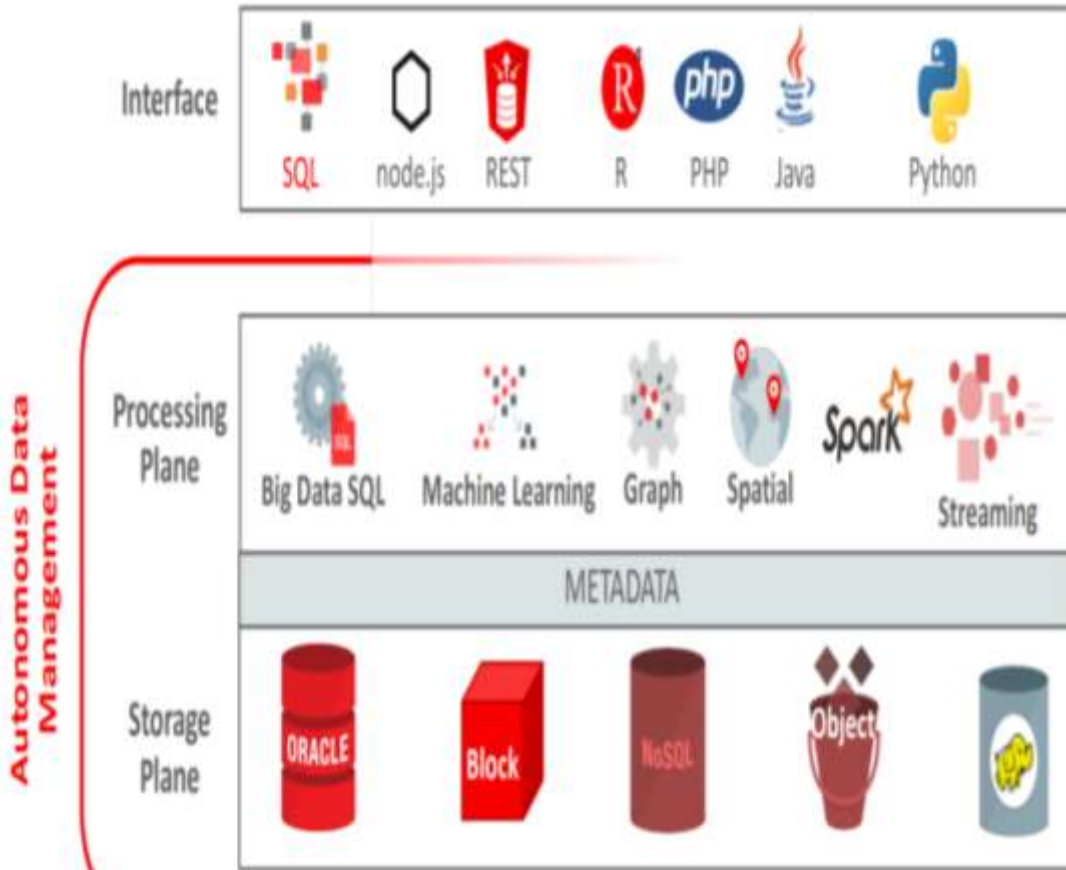 Interface
SQL
node.js
REST
R
R
php
PHP
Java
Python
Autonomous Data
Management
Processing
Plane
SQL
Big Data SQL
Machine Learning
Graph
Spatial
Spark
Streaming
METADATA
Storage
Plane
ORACLE
Block
NoSQL
Object